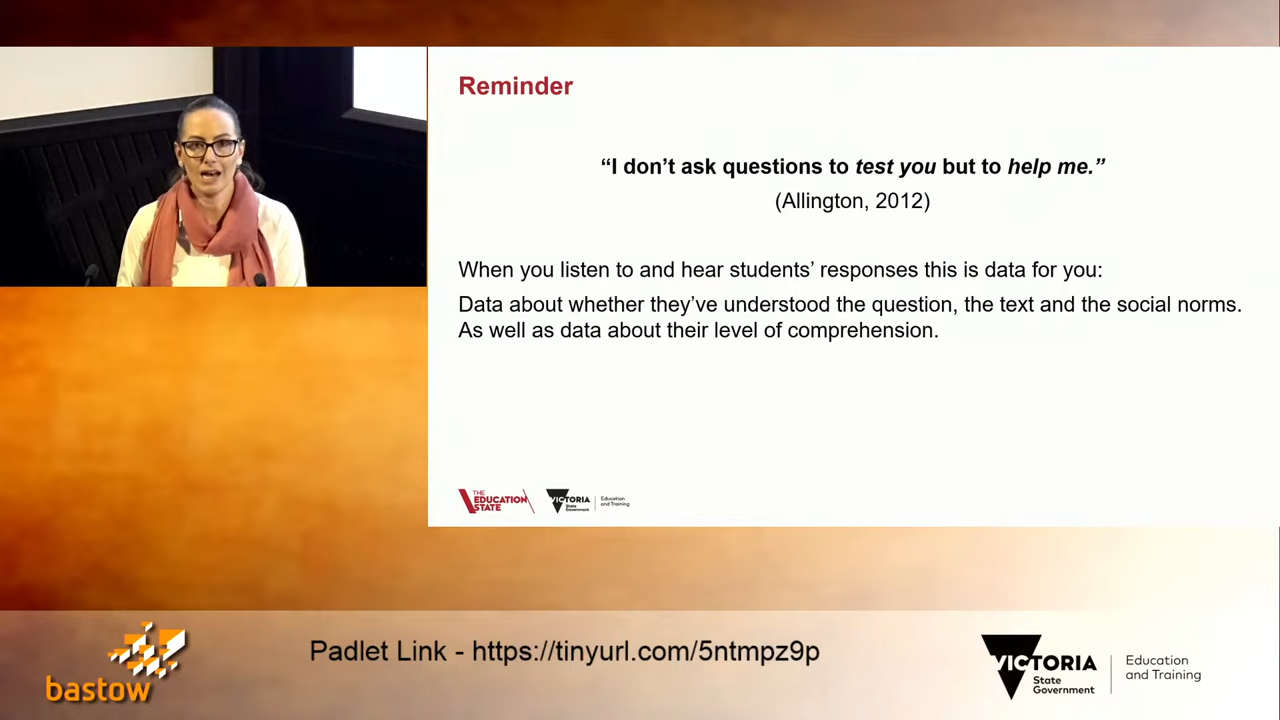 Reminder
“I don’t ask questions to test you but to help me.”
(Allington, 2012)
When you listen to and hear students’ responses this is data for you:
Data about whether they’ve understood the question, the text and the social norms.
As well as data about their level of comprehension.
THE
EDUCATION
STATE
VICTORIA
State
Government
Education
and Training
bastow
Padlet Link - https://tinyurl.com/5ntmpz9p
VICTORIA
State
Government
Education
and Training